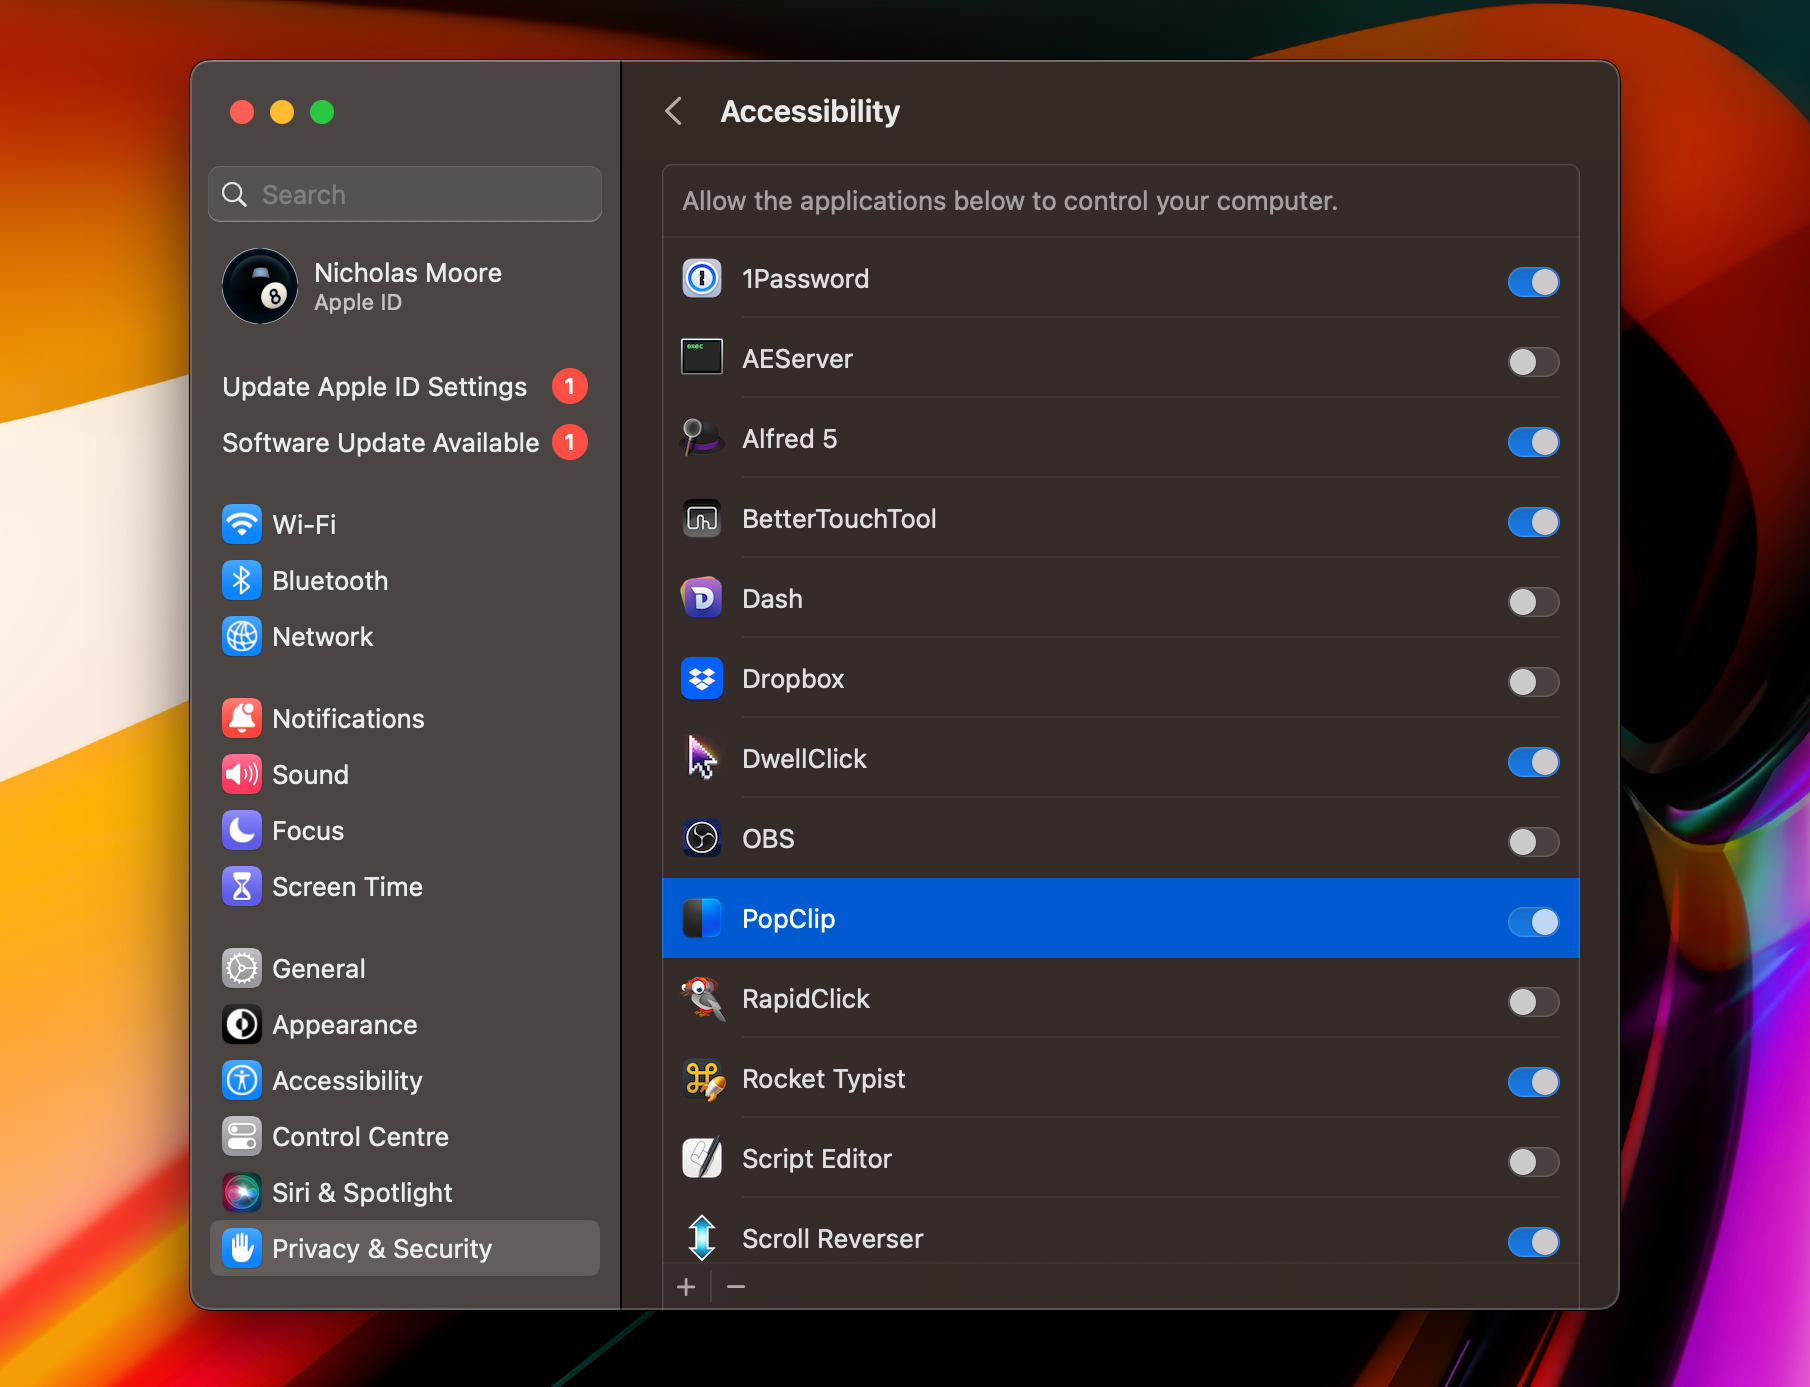 Search
Nicholas Moore
Apple ID
Update Apple ID Settings 1
Software Update Available 1
Wi-Fi
Bluetooth
Network
Notifications
Sound
Focus
Screen Time
General
Appearance
Accessibility
Control Centre
Siri & Spotlight
Privacy & Security
Accessibility
Allow the applications below to control your computer.
1Password
exec
AEServer
Alfred 5
BetterTouchTool
D
Dash
Dropbox
DwellClick
OBS
PopClip
RapidClick
Rocket Typist
Script Editor
Scroll Reverser